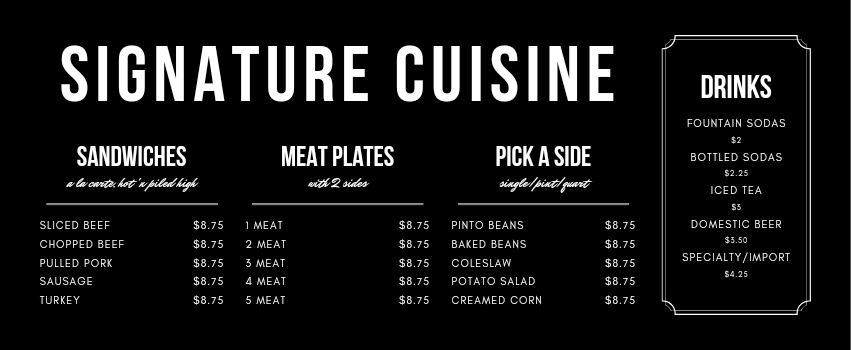 SIGNATURE CUISINE
SANDWICHES
a la carte, hot 'n piled high
SLICED BEEF $8.75
CHOPPED BEEF $8.75
PULLED PORK $8.75
SAUSAGE $8.75
TURKEY $8.75
MEAT PLATES
with 2 sides
1 MEAT $8.75
2 MEAT $8.75
3 MEAT $8.75
4 MEAT $8.75
5 MEAT $8.75
PICK A SIDE
single/pint/quart
PINTO BEANS $8.75
BAKED BEANS $8.75
COLESLAW $8.75
POTATO SALAD $8.75
CREAMED CORN $8.75
DRINKS
FOUNTAIN SODAS
$2
BOTTLED SODAS
$2.25
ICED TEA
$3
DOMESTIC BEER
$3.50
SPECIALTY/IMPORT
$4.25